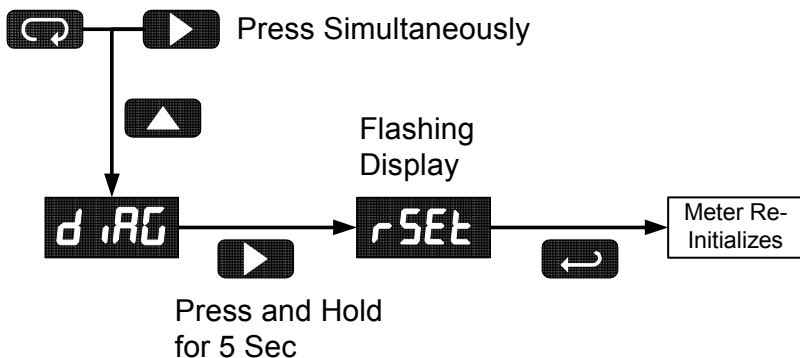 Press Simultaneously
Flashing
Display
d iAG
rSEt
Meter Re-
Initializes
Press and Hold
for 5 Sec